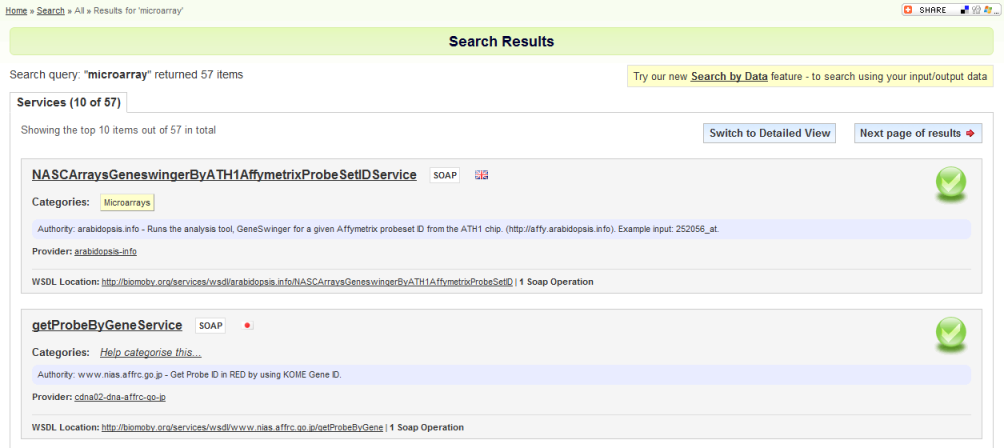 Home » Search » All » Results for 'microarray'
SHARE
Search Results
Search query: "microarray" returned 57 items
Try our new Search by Data feature - to search using your input/output data
Services (10 of 57)
Showing the top 10 items out of 57 in total
Switch to Detailed View
Next page of results
NASCArraysGeneswingerByATH1AffymetrixProbeSetIDService SOAP
Categories: Microarrays
Authority: arabidopsis.info - Runs the analysis tool, GeneSwinger for a given Affymetrix probeset ID from the ATH1 chip. (http://affy.arabidopsis.info). Example input: 252056_at.
Provider: arabidopsis-info
WSDL Location: http://biomoby.org/services/wsdl/arabidopsis.info/NASCArraysGeneswingerByATH1AffymetrixProbeSetID | 1 Soap Operation
getProbeByGeneService SOAP
Categories: Help categorise this...
Authority: www.nias.affrc.go.jp - Get Probe ID in RED by using KOME Gene ID.
Provider: cdna02-dna-affrc-go-jp
WSDL Location: http://biomoby.org/services/wsdl/www.nias.affrc.go.jp/getProbeByGene | 1 Soap Operation